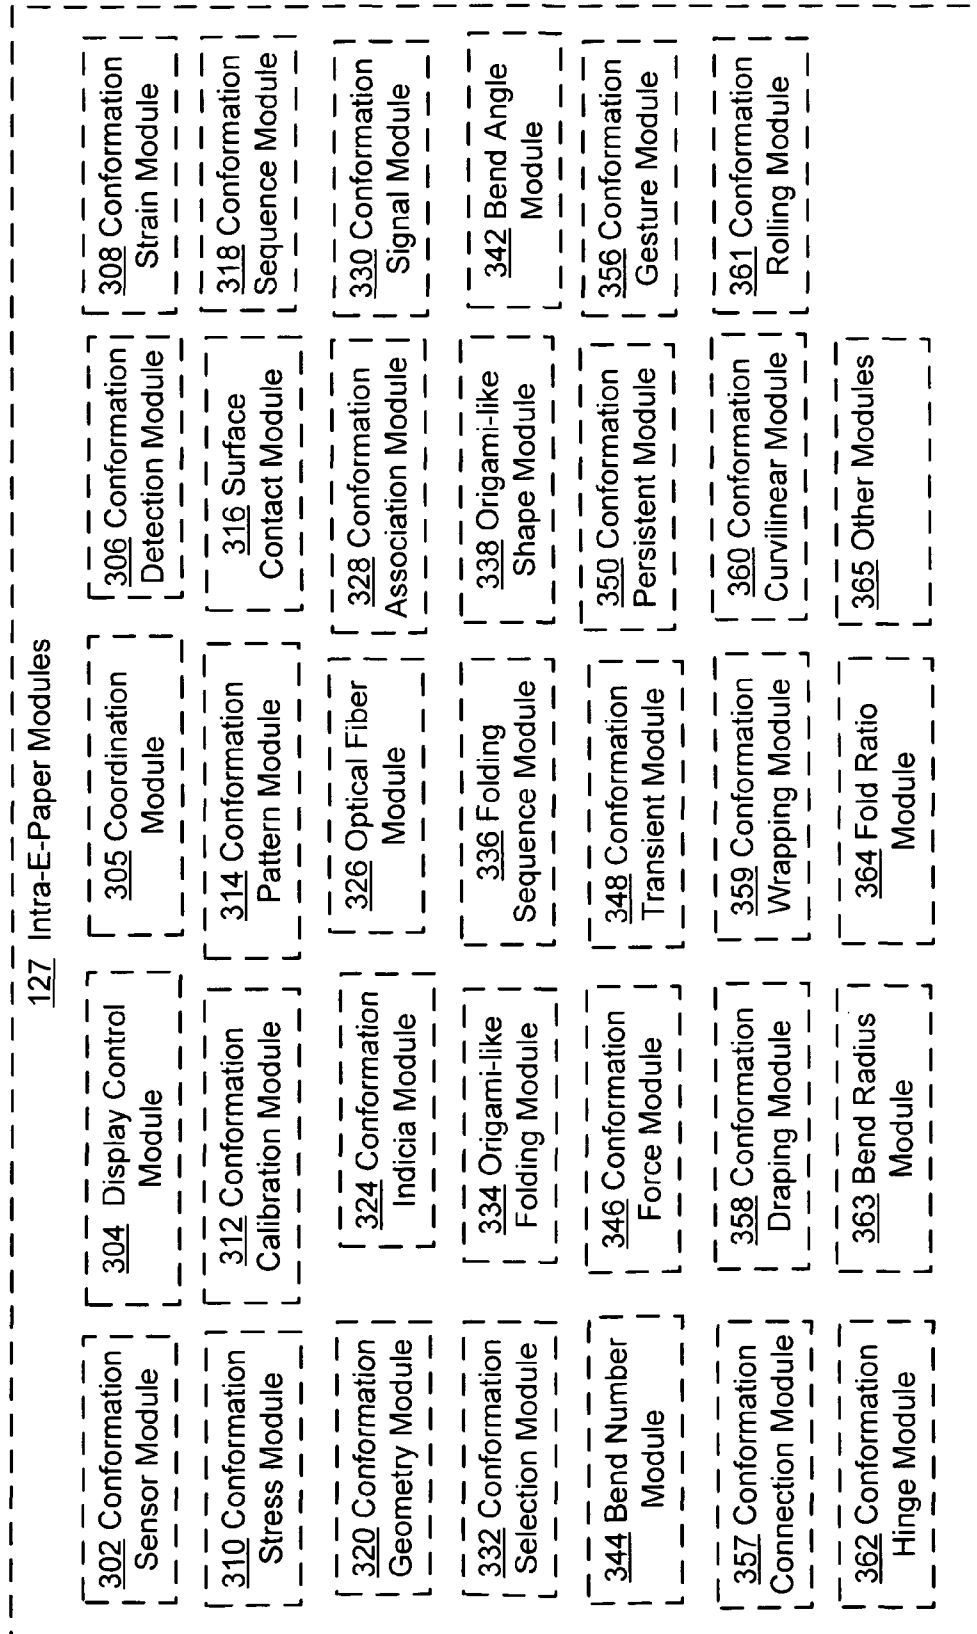 127 Intra-E-Paper Modules
302 Conformation
Sensor Module
304 Display Control
Module
305 Coordination
Module
306 Conformation
Detection Module
308 Conformation
Strain Module
310 Conformation
Stress Module
312 Conformation
Calibration Module
314 Conformation
Pattern Module
316 Surface
Contact Module
318 Conformation
Sequence Module
320 Conformation
Geometry Module
324 Conformation
Indicia Module
326 Optical Fiber
Module
328 Conformation
Association Module
330 Conformation
Signal Module
332 Conformation
Selection Module
334 Origami-like
Folding Module
336 Folding
Sequence Module
338 Origami-like
Shape Module
342 Bend Angle
Module
344 Bend Number
Module
346 Conformation
Force Module
348 Conformation
Transient Module
350 Conformation
Persistent Module
356 Conformation
Gesture Module
357 Conformation
Connection Module
358 Conformation
Draping Module
359 Conformation
Wrapping Module
360 Conformation
Curvilinear Module
361 Conformation
Rolling Module
362 Conformation
Hinge Module
363 Bend Radius
Module
364 Fold Ratio
Module
365 Other Modules